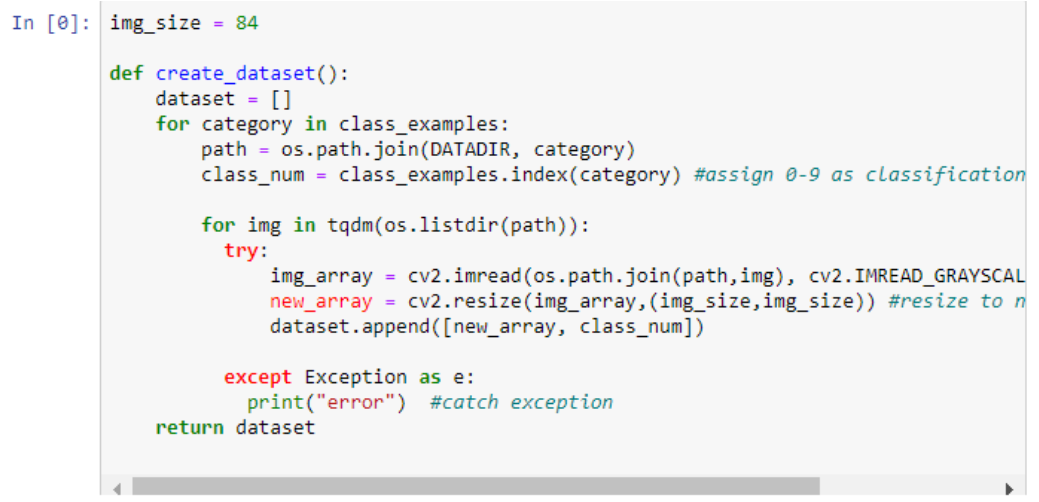 In [0]: img_size = 84
def create_dataset():
    dataset = []
    for category in class_examples:
        path = os.path.join(DATADIR, category)
        class_num = class_examples.index(category) #assign 0-9 as classification
        for img in tqdm(os.listdir(path)):
          try:
              img_array = cv2.imread(os.path.join(path,img), cv2.IMREAD_GRAYSCAL
              new_array = cv2.resize(img_array,(img_size,img_size)) #resize to n
              dataset.append([new_array, class_num])
          except Exception as e:
            print("error")  #catch exception
    return dataset